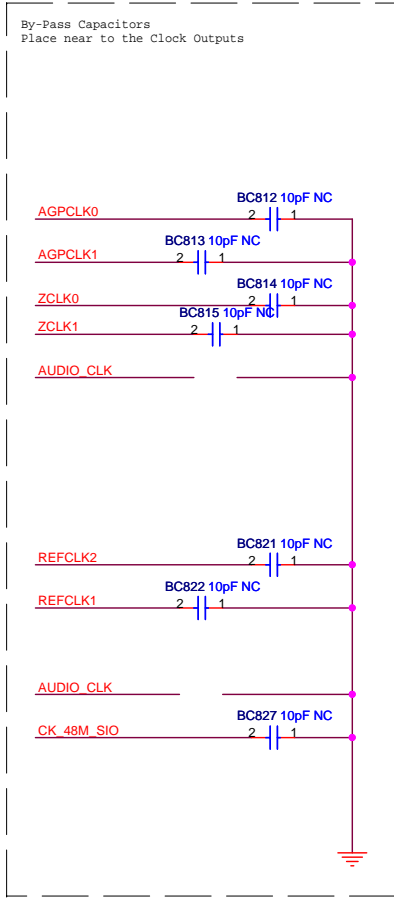 By-Pass Capacitors
Place near to the Clock Outputs
BC812 10pF NC
AGPCLK0
2 1
BC813 10pF NC
AGPCLK1
2 1
BC814 10pF NC
ZCLK0
2 1
BC815 10pF NC
ZCLK1
2 1
AUDIO_CLK
BC821 10pF NC
REFCLK2
2 1
BC822 10pF NC
REFCLK1
2 1
AUDIO_CLK
BC827 10pF NC
CK_48M_SIO
2 1